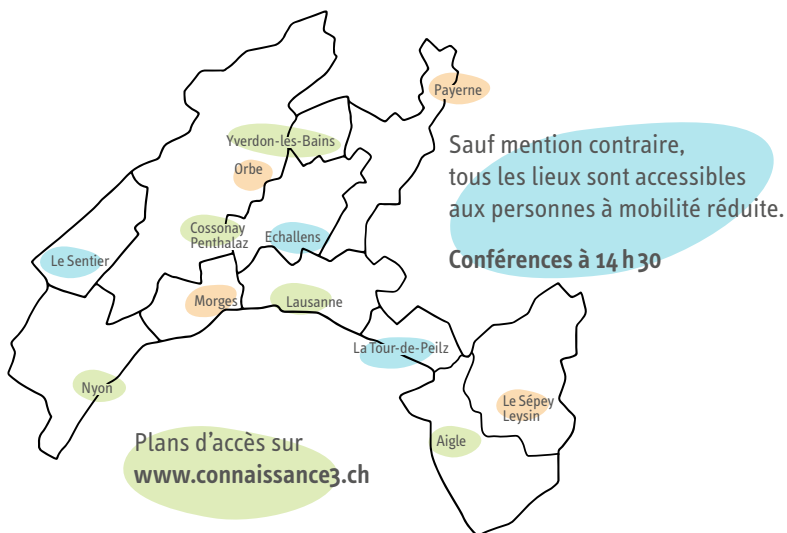 Payerne
Yverdon-les-Bains
Orbe
Sauf mention contraire,
tous les lieux sont accessibles
aux personnes à mobilité réduite.
Conférences à 14 h 30
Cossonay
Penthalaz
Echallens
Le Sentier
Morges
Lausanne
La Tour-de-Peilz
Nyon
Le Sépey
Leysin
Aigle
Plans d’accès sur
www.connaissance3.ch